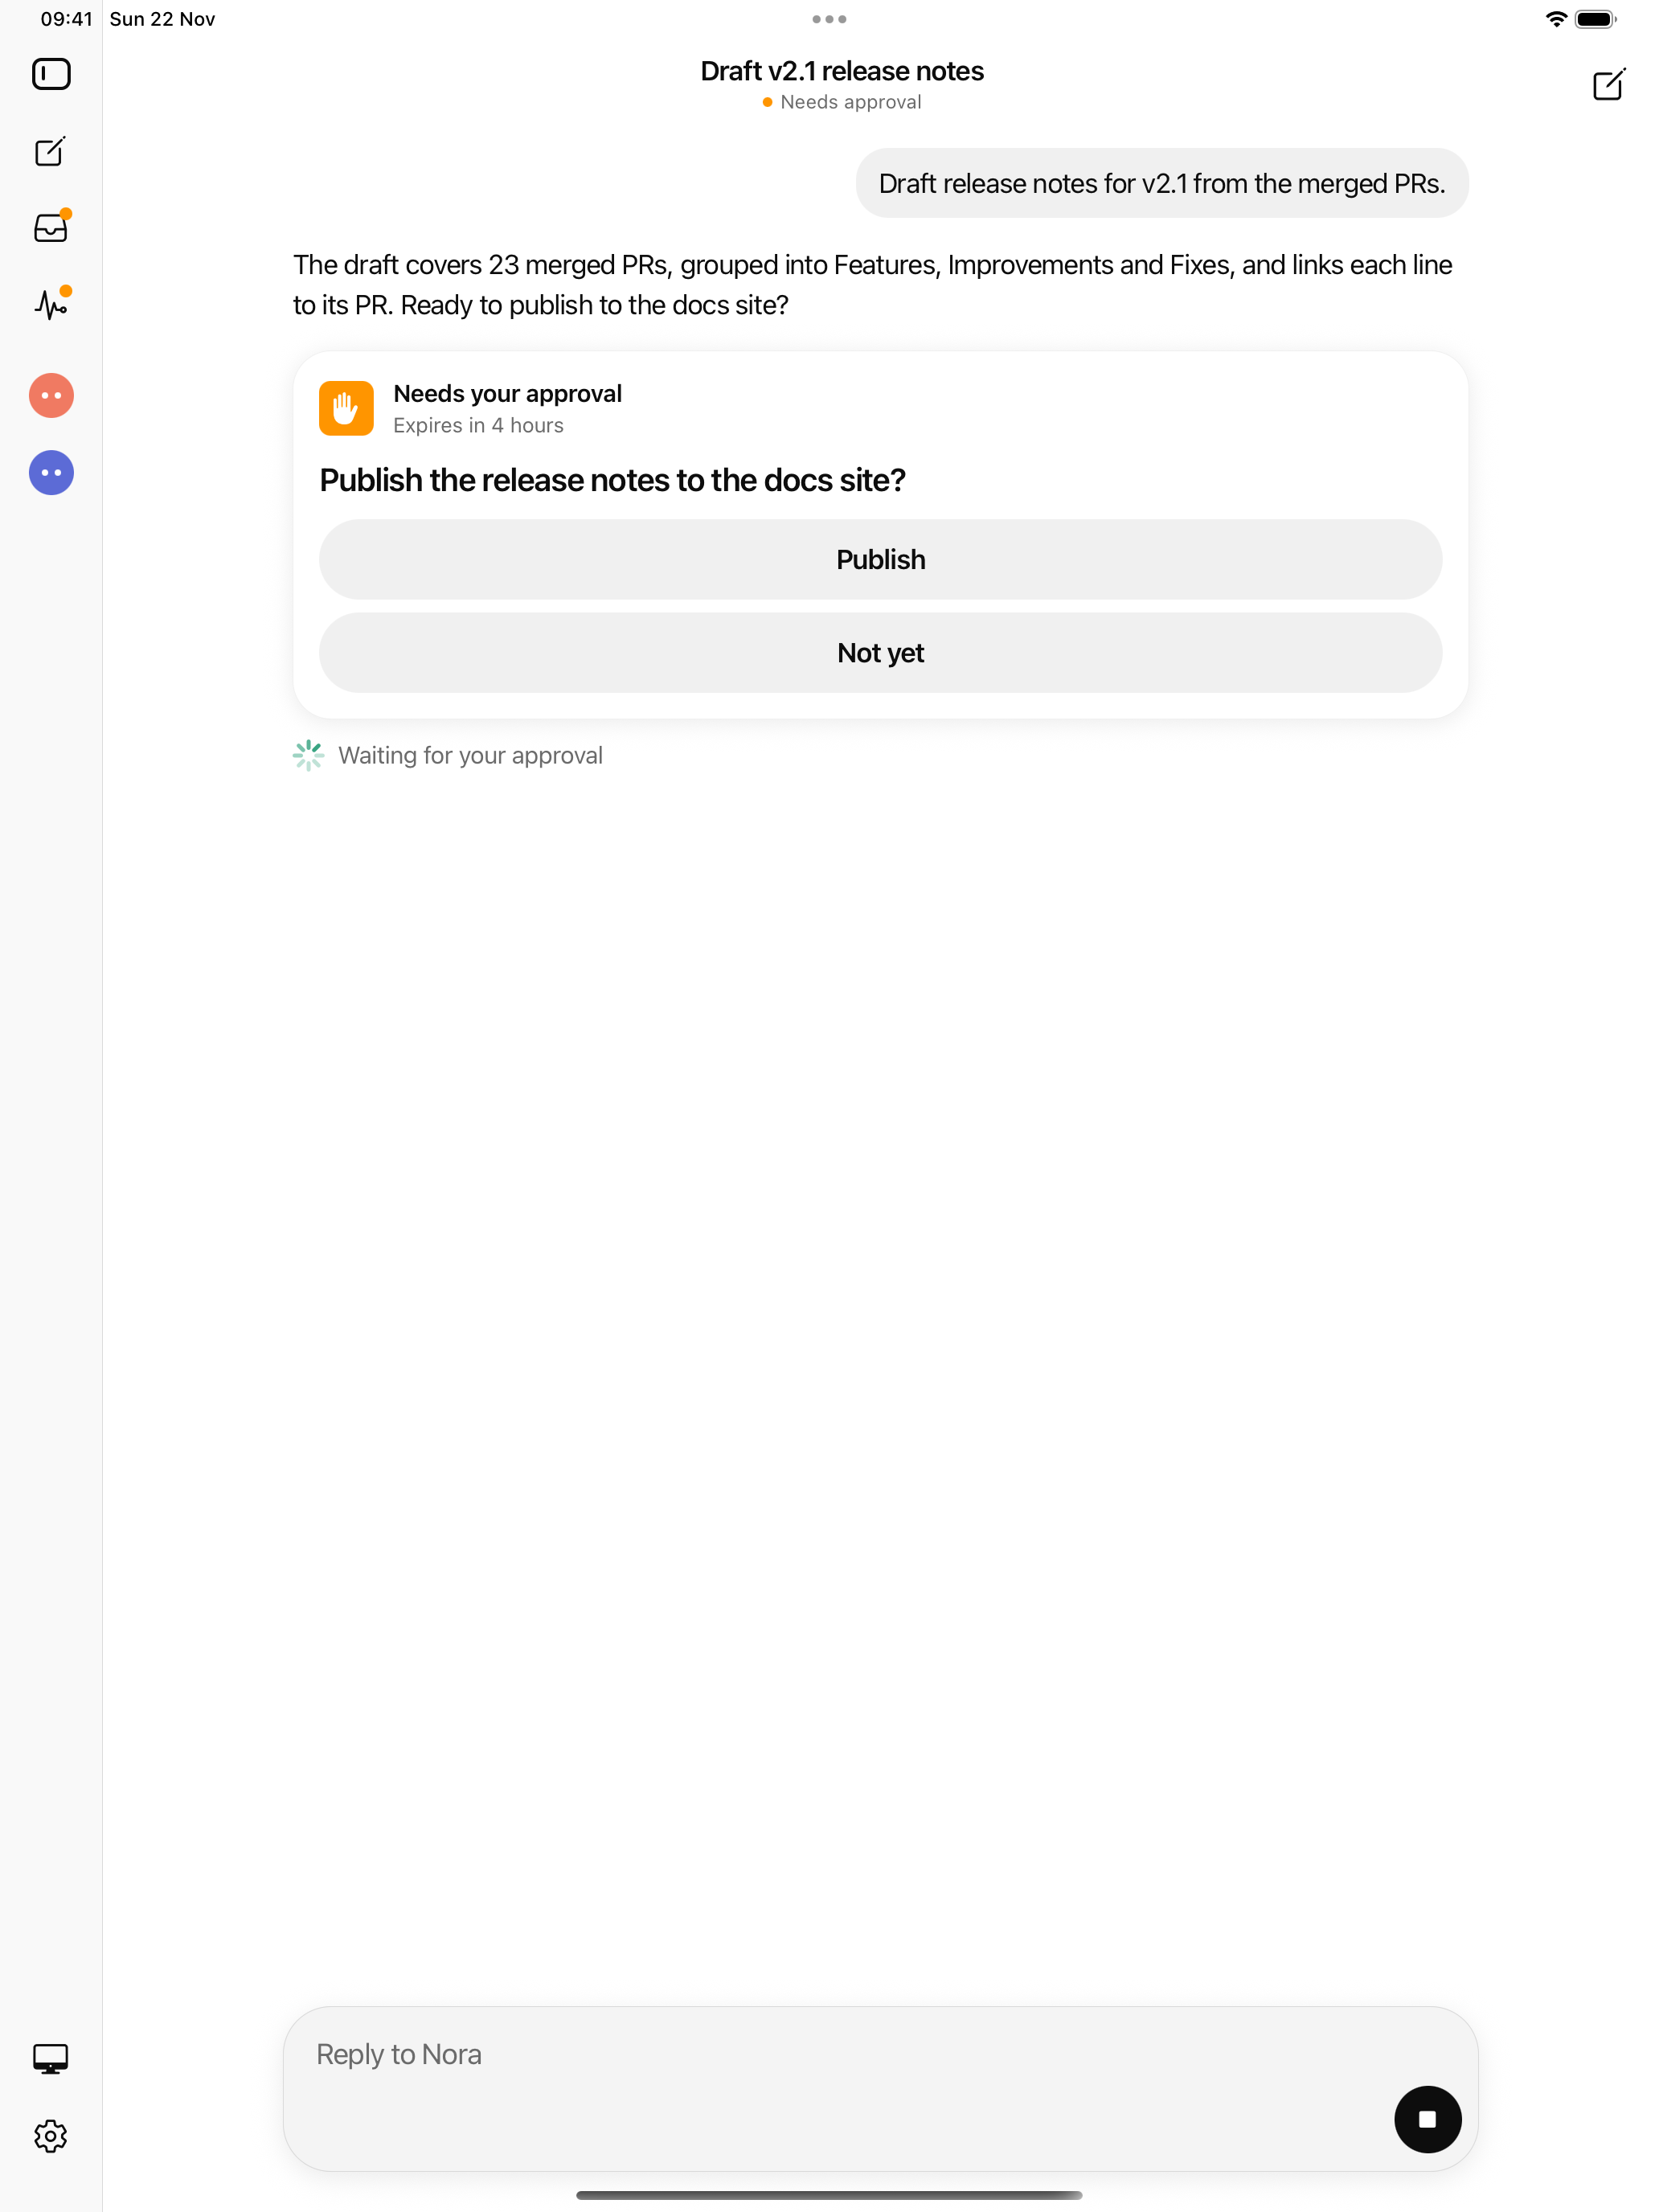 09:41 Sun 22 Nov
Draft v2.1 release notes
Needs approval
Draft release notes for v2.1 from the merged PRs.
The draft covers 23 merged PRs, grouped into Features, Improvements and Fixes, and links each line
to its PR. Ready to publish to the docs site?
Needs your approval
Expires in 4 hours
Publish the release notes to the docs site?
Publish
Not yet
Waiting for your approval
Reply to Nora